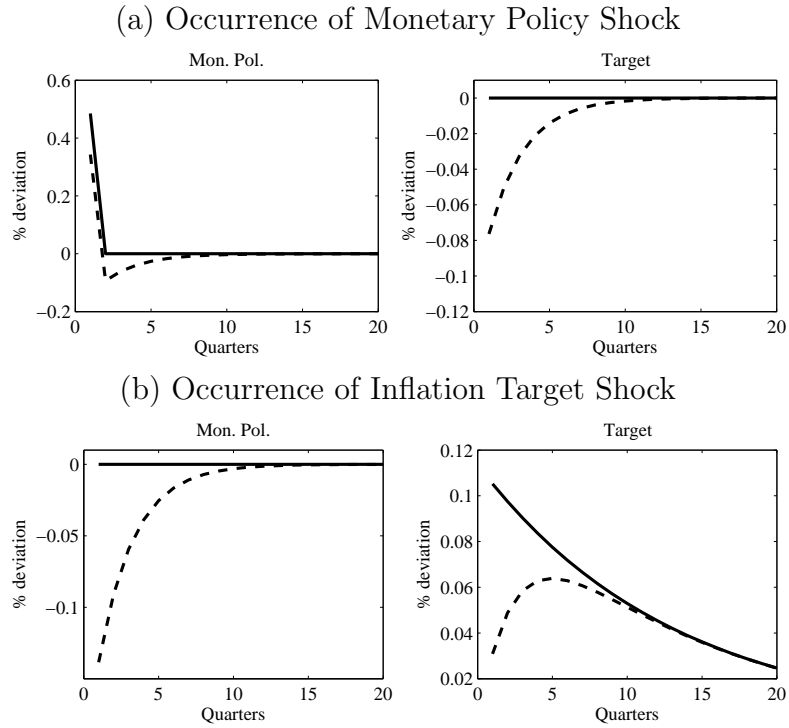 (a) Occurrence of Monetary Policy Shock
Mon. Pol.
% deviation
0.6
0.4
0.2
0
−0.2
0 5 10 15 20
Quarters
Target
% deviation
0
−0.02
−0.04
−0.06
−0.08
−0.1
−0.12
0 5 10 15 20
Quarters
(b) Occurrence of Inflation Target Shock
Mon. Pol.
% deviation
0
−0.05
−0.1
0 5 10 15 20
Quarters
Target
% deviation
0.12
0.1
0.08
0.06
0.04
0.02
0 5 10 15 20
Quarters